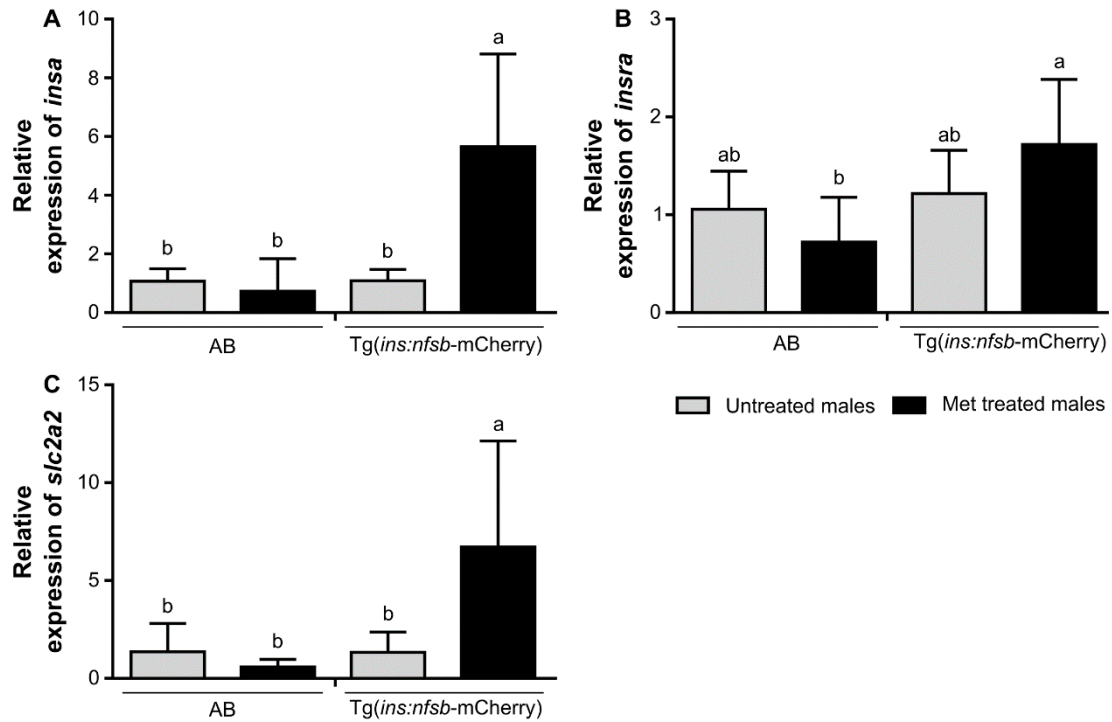 A
Relative
expression of insa
10
8
6
4
2
0
b
b
b
a
AB
Tg(ins:nfsb-mCherry)
B
Relative
expression of insra
3
2
1
0
ab
b
ab
a
AB
Tg(ins:nfsb-mCherry)
C
Relative
expression of slc2a2
15
10
5
0
b
b
b
a
AB
Tg(ins:nfsb-mCherry)
Untreated males
Met treated males